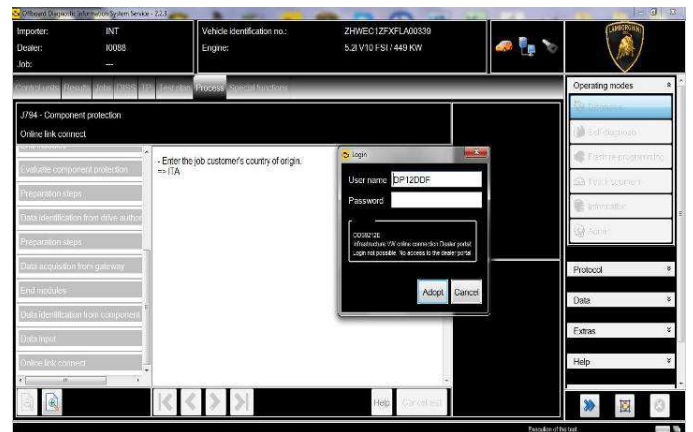 Offboard Diagnostic Information System Service - 2.2.3
Importer: INT
Dealer: I0088
Job: ---
Vehicle identification no.: ZHWEC1ZFXFLA00339
Engine: 5.2l V10 FSI / 449 KW
LAMBORGHINI
Control units Results Jobs DISS TPI Test plan Process Special functions
J794 - Component protection
Online link connect
Evaluate component protection
Preparation steps
Data identification from drive author
Preparation steps
Data acquisition from gateway
End modules
Data identification from component
Data input
Online link connect
- Enter the job customer's country of origin.
=> ITA
Login
User name DP12DDF
Password
Infrastructure VW online connection Dealer portal!
Login not possible. No access to the dealer portal
Adopt Cancel
Help Cancel test
Operating modes
Diagnosis
Self-diagnosis
Flash re-programming
Information
Admin
Protocol
Data
Extras
Help
Execution of the test